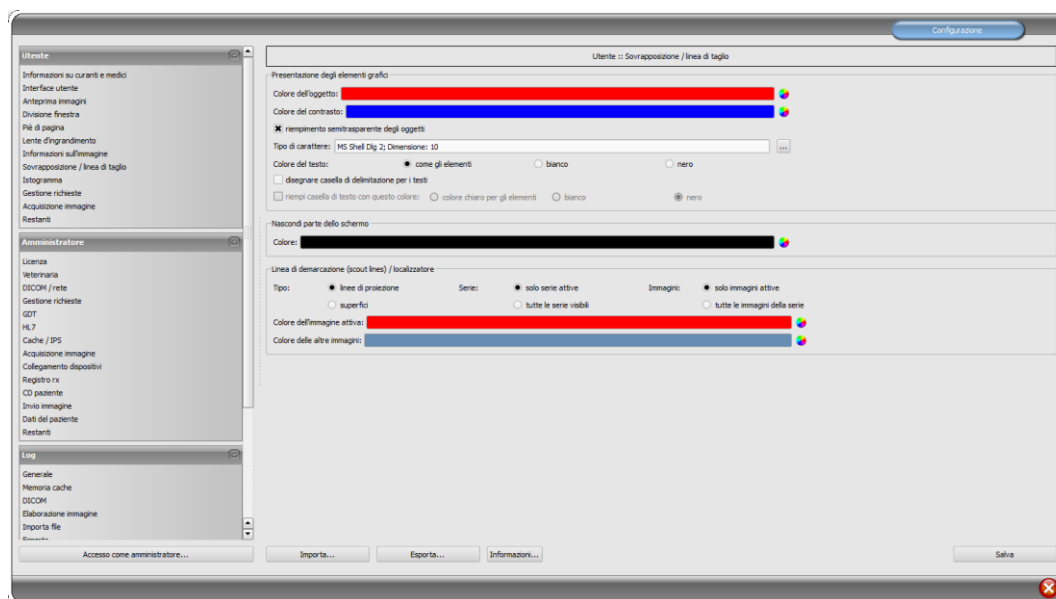 Configurazione
Utente
Informazioni su curanti e medici
Interface utente
Anteprima immagini
Divisione finestra
Piè di pagina
Lente d'ingrandimento
Informazioni sull'immagine
Sovrapposizione / linea di taglio
Istogramma
Gestione richieste
Acquisizione immagine
Restanti
Amministratore
Licenza
Veterinaria
DICOM / rete
Gestione richieste
GDT
HL7
Cache / IPS
Acquisizione immagine
Collegamento dispositivi
Registro rx
CD paziente
Invio immagine
Dati del paziente
Restanti
Log
Generale
Memoria cache
DICOM
Elaborazione immagine
Importa file
Esporta
Accesso come amministratore...
Utente :: Sovrapposizione / linea di taglio
Presentazione degli elementi grafici
Colore dell'oggetto:
Colore del contrasto:
riempimento semitrasparente degli oggetti
Tipo di carattere: MS Shell Dlg 2; Dimensione: 10 ...
Colore del testo: come gli elementi bianco nero
disegnare casella di delimitazione per i testi
riempi casella di testo con questo colore: colore chiaro per gli elementi bianco nero
Nascondi parte dello schermo
Colore:
Linea di demarcazione (scout lines) / localizzatore
Tipo: linee di proiezione Serie: solo serie attive Immagini: solo immagini attive
superfici tutte le serie visibili tutte le immagini della serie
Colore dell'immagine attiva:
Colore delle altre immagini:
Importa... Esporta... Informazioni... Salva